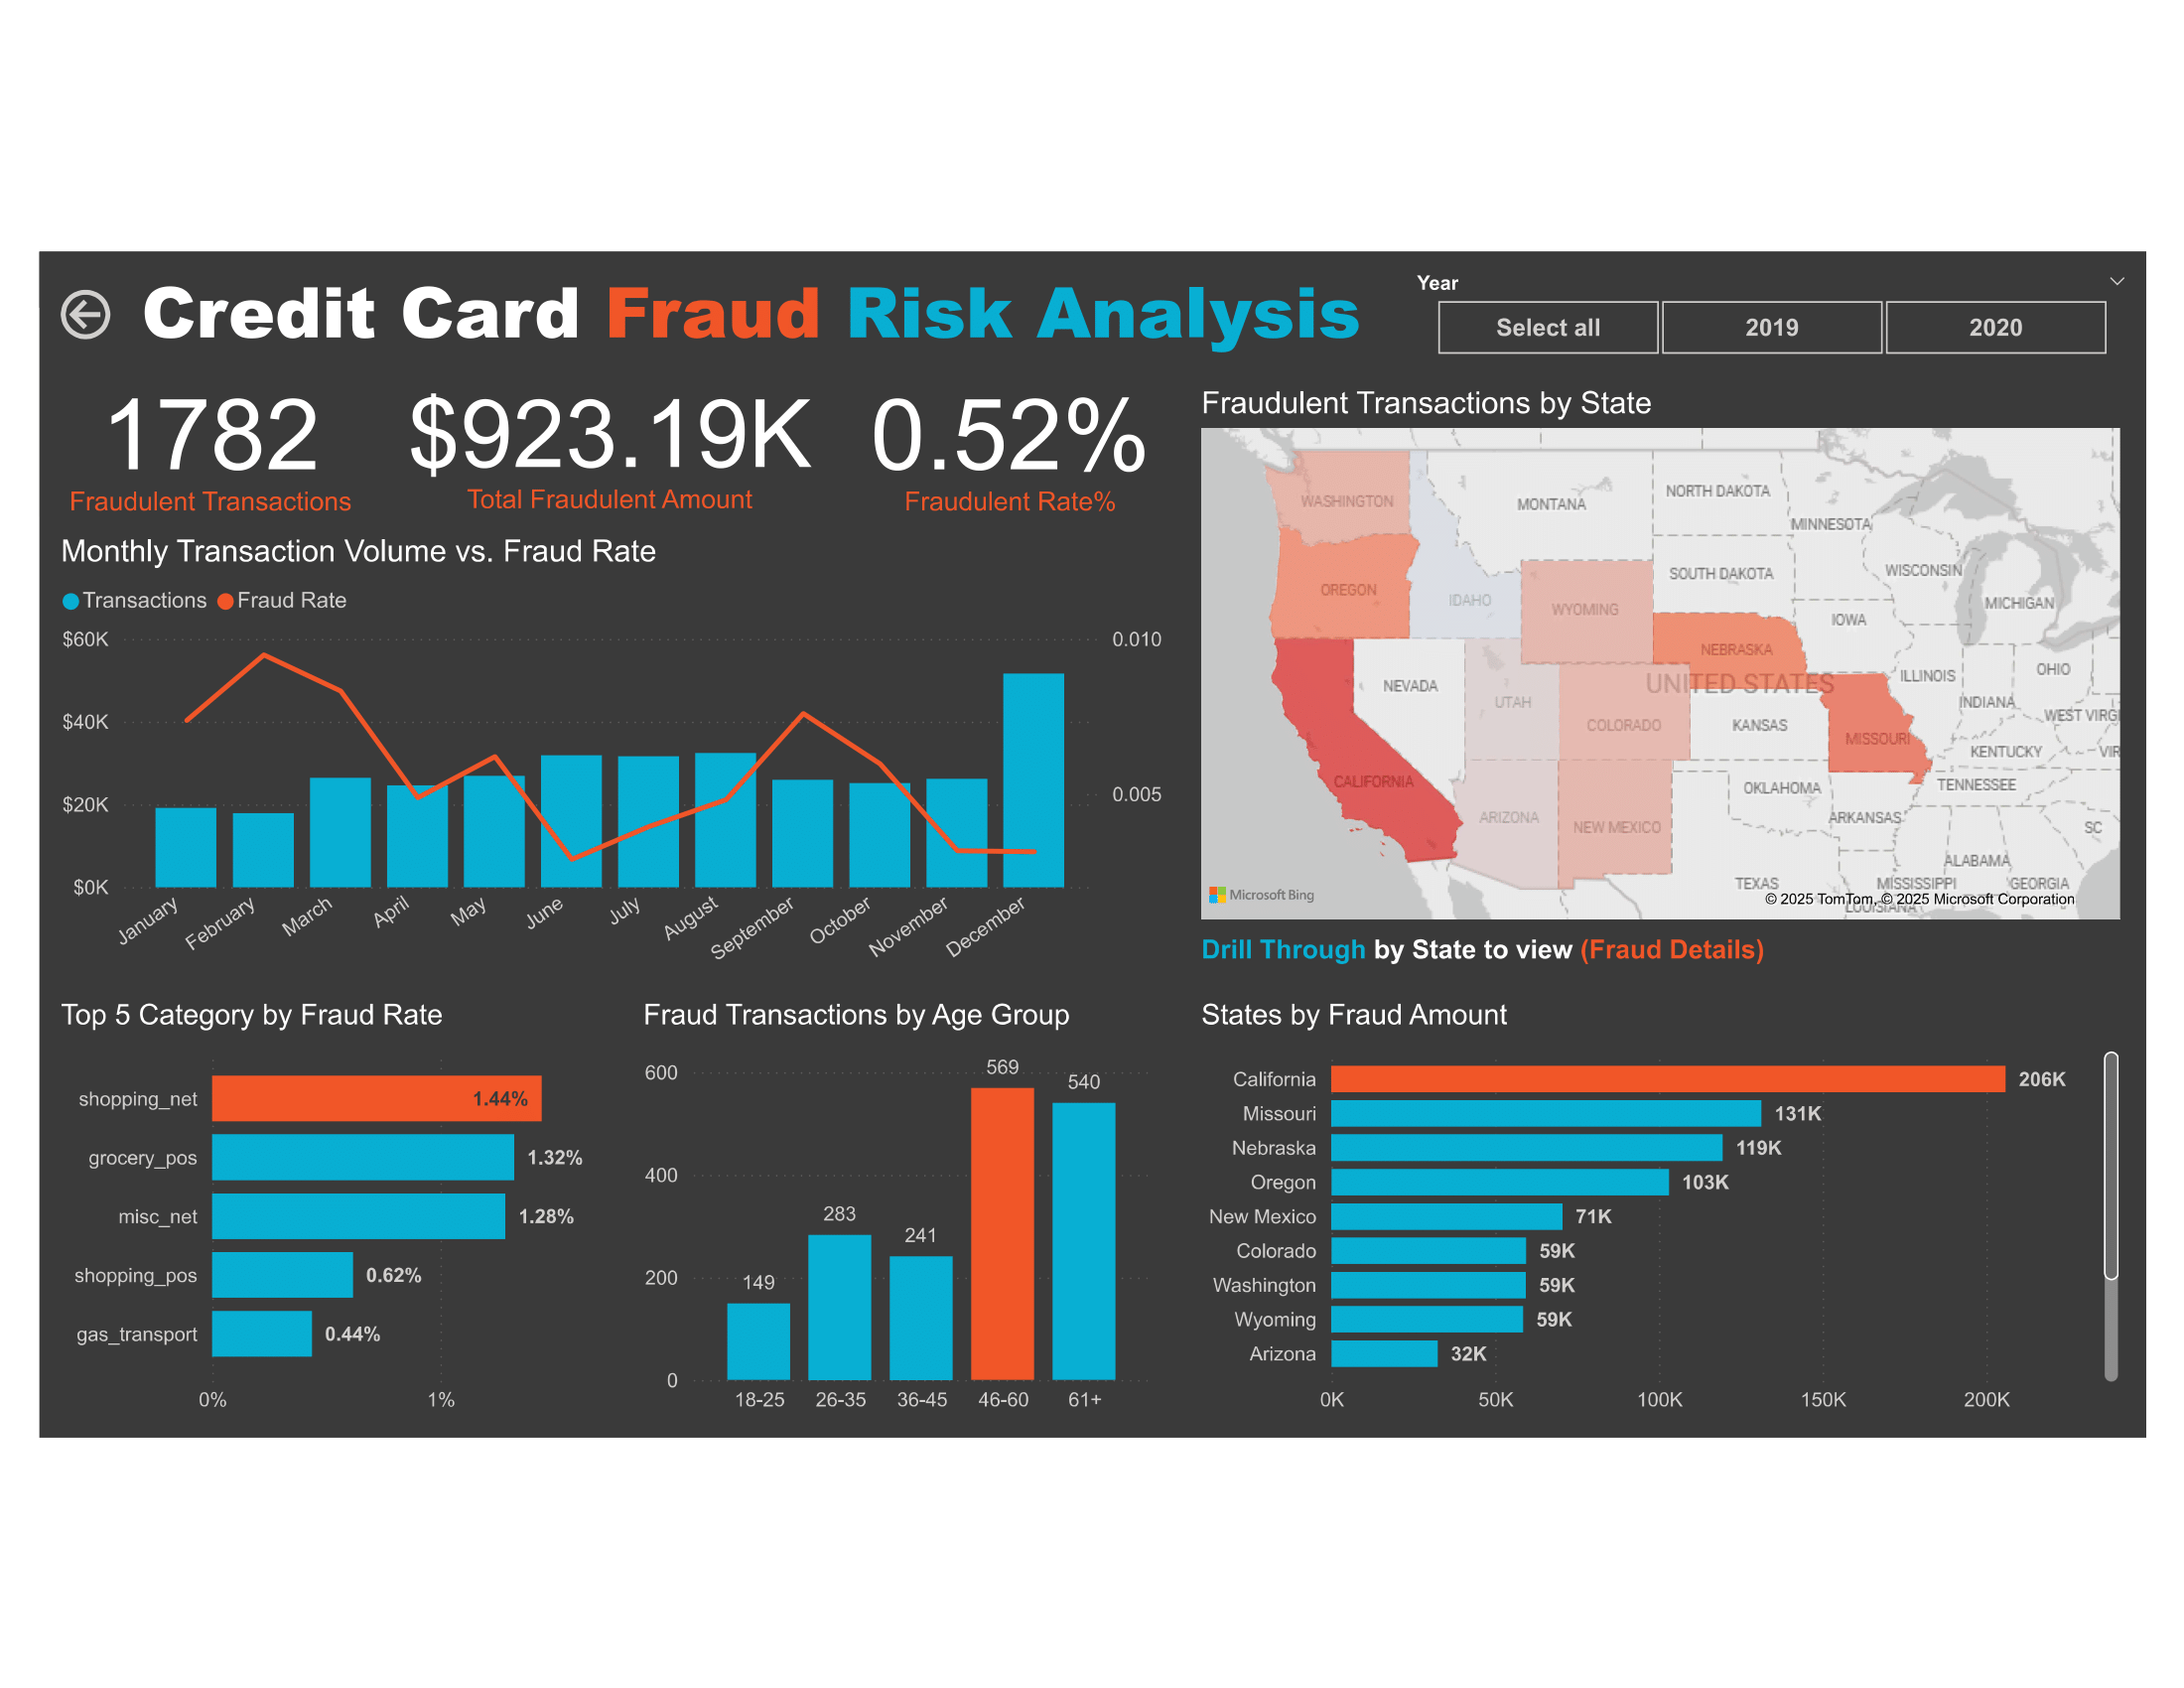 Credit Card Fraud Risk Analysis
Year
Select all
2019
2020
1782
Fraudulent Transactions
$923.19K
Total Fraudulent Amount
0.52%
Fraudulent Rate%
Monthly Transaction Volume vs. Fraud Rate
Transactions
Fraud Rate
$60K
$40K
$20K
$0K
0.010
0.005
January
February
March
April
May
June
July
August
September
October
November
December
Fraudulent Transactions by State
WASHINGTON
MONTANA
NORTH DAKOTA
MINNESOTA
OREGON
IDAHO
WYOMING
SOUTH DAKOTA
WISCONSIN
MICHIGAN
IOWA
NEBRASKA
UNITED STATES
NEVADA
UTAH
COLORADO
KANSAS
ILLINOIS
INDIANA
OHIO
WEST VIRG
MISSOURI
KENTUCKY
VIR
CALIFORNIA
ARIZONA
NEW MEXICO
OKLAHOMA
TENNESSEE
ARKANSAS
SC
ALABAMA
TEXAS
MISSISSIPPI
GEORGIA
LOUISIANA
Microsoft Bing
© 2025 TomTom, © 2025 Microsoft Corporation
Drill Through by State to view (Fraud Details)
Top 5 Category by Fraud Rate
shopping_net
1.44%
grocery_pos
1.32%
misc_net
1.28%
shopping_pos
0.62%
gas_transport
0.44%
0%
1%
Fraud Transactions by Age Group
600
400
200
0
149
283
241
569
540
18-25
26-35
36-45
46-60
61+
States by Fraud Amount
California
206K
Missouri
131K
Nebraska
119K
Oregon
103K
New Mexico
71K
Colorado
59K
Washington
59K
Wyoming
59K
Arizona
32K
0K
50K
100K
150K
200K